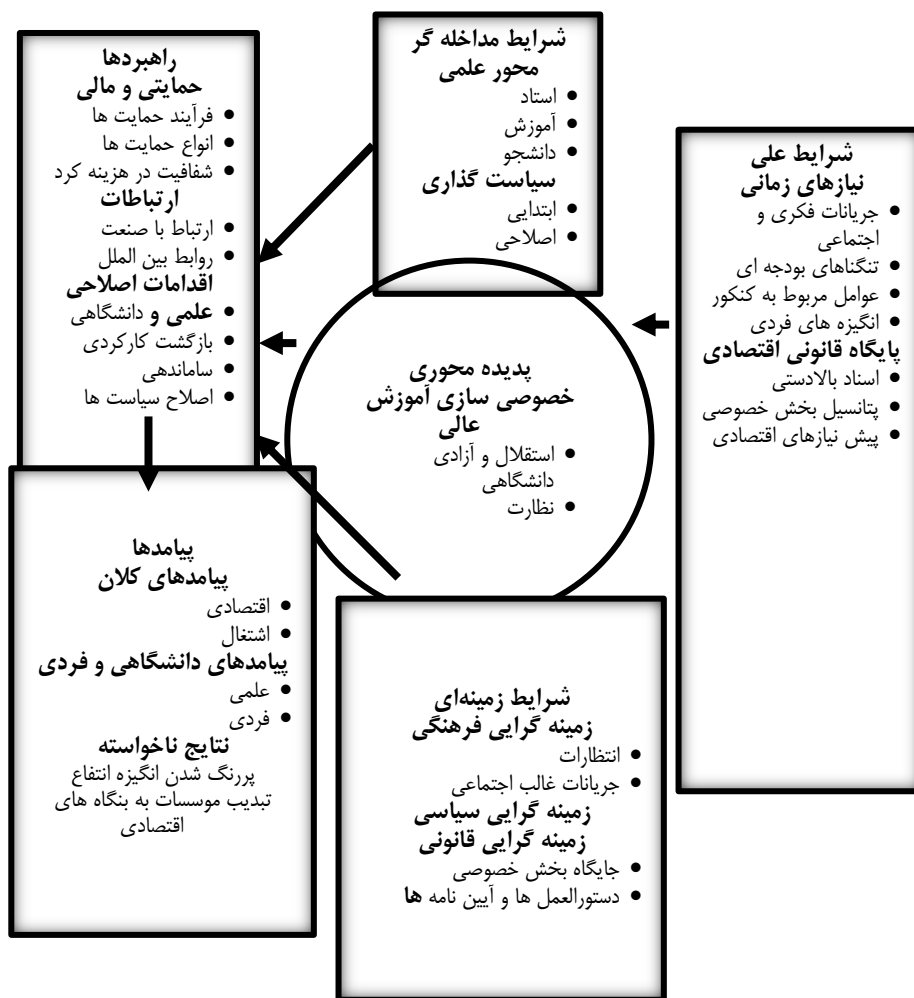 شرایط علی
نیازهای زمانی
• جریانات فکری و
اجتماعی
• تنگناهای بودجه ای
• عوامل مربوط به کنکور
• انگیزه های فردی
پایگاه قانونی اقتصادی
• اسناد بالادستی
• پتانسیل بخش خصوصی
• پیش نیازهای اقتصادی
شرایط مداخله گر
محور علمی
• استاد
• آموزش
• دانشجو
سیاست گذاری
• ابتدایی
• اصلاحی
پدیده محوری
خصوصی سازی آموزش
عالی
• استقلال و آزادی
دانشگاهی
• نظارت
شرایط زمینه‌ای
زمینه گرایی فرهنگی
• انتظارات
• جریانات غالب اجتماعی
زمینه گرایی سیاسی
زمینه گرایی قانونی
• جایگاه بخش خصوصی
• دستورالعمل ها و آیین نامه ها
راهبردها
حمایتی و مالی
• فرآیند حمایت ها
• انواع حمایت ها
• شفافیت در هزینه کرد
ارتباطات
• ارتباط با صنعت
• روابط بین الملل
اقدامات اصلاحی
• علمی و دانشگاهی
• بازگشت کارکردی
• ساماندهی
• اصلاح سیاست ها
پیامدها
پیامدهای کلان
• اقتصادی
• اشتغال
پیامدهای دانشگاهی و فردی
• علمی
• فردی
نتایج ناخواسته
پررنگ شدن انگیزه انتفاع
تبدیب موسسات به بنگاه های
اقتصادی